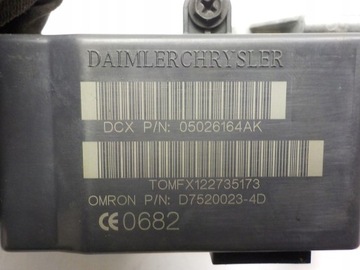 DAIMLERCHRYSLER
DCX P/N: 05026164AK
TOMFX122735173
OMRON P/N: D7520023-4D
CE 0682